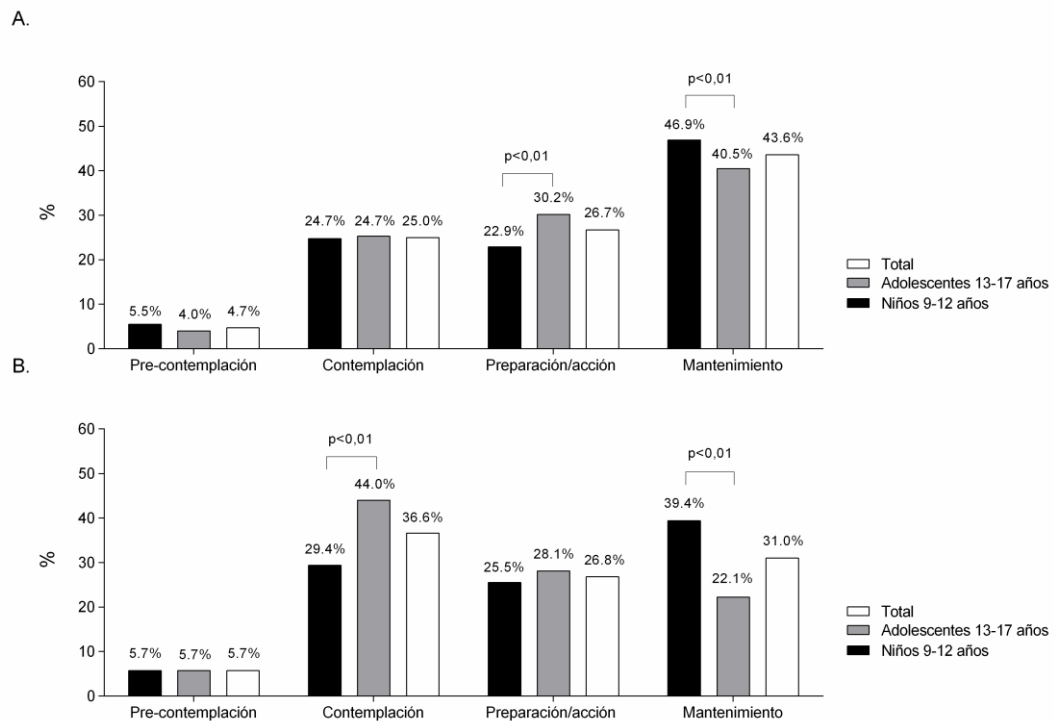 A.
p<0,01
60
46.9%
43.6%
50
40.5%
p<0,01
40
30.2%
26.7%
24.7%
24.7%
25.0%
22.9%
30
%
20
Total
Adolescentes 13-17 años
Niños 9-12 años
10
5.5%
4.0%
4.7%
0
Pre-contemplación
Contemplación
Preparación/acción
Mantenimiento
B.
60
p<0,01
p<0,01
50
44.0%
39.4%
36.6%
40
29.4%
25.5%
28.1%
26.8%
31.0%
30
%
22.1%
20
Total
Adolescentes 13-17 años
Niños 9-12 años
10
5.7%
5.7%
5.7%
0
Pre-contemplación
Contemplación
Preparación/acción
Mantenimiento